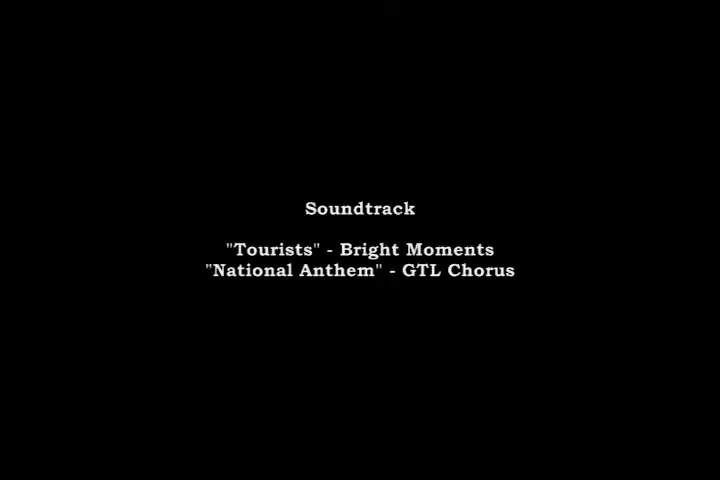 Soundtrack
"Tourists" - Bright Moments
"National Anthem" - GTL Chorus